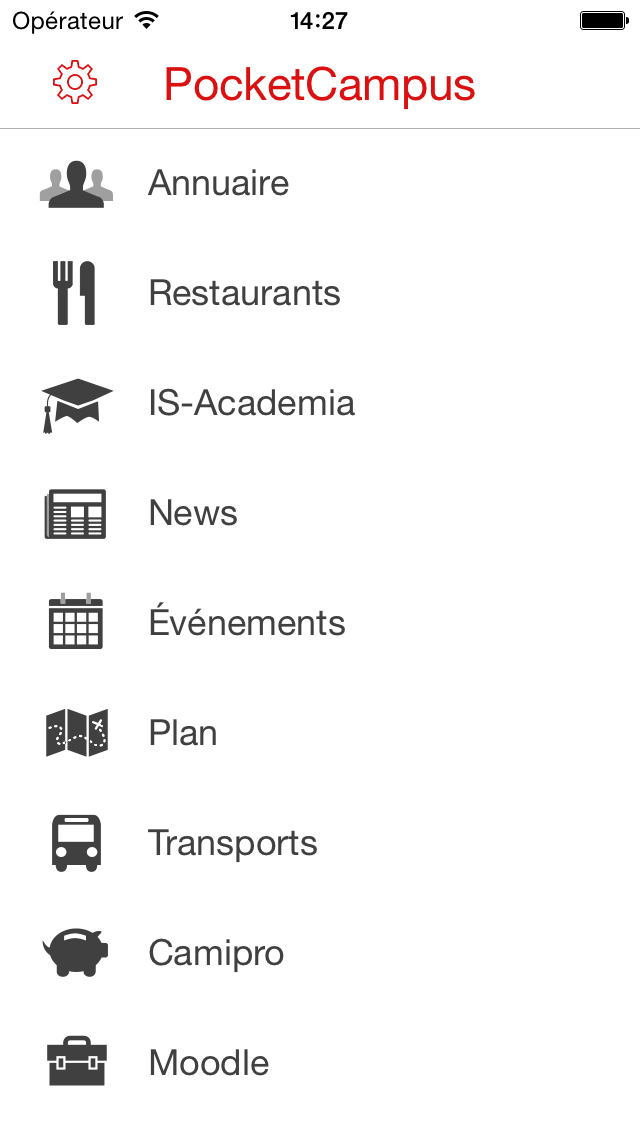 Opérateur 14:27
PocketCampus
Annuaire
Restaurants
IS-Academia
News
Événements
Plan
Transports
Camipro
Moodle